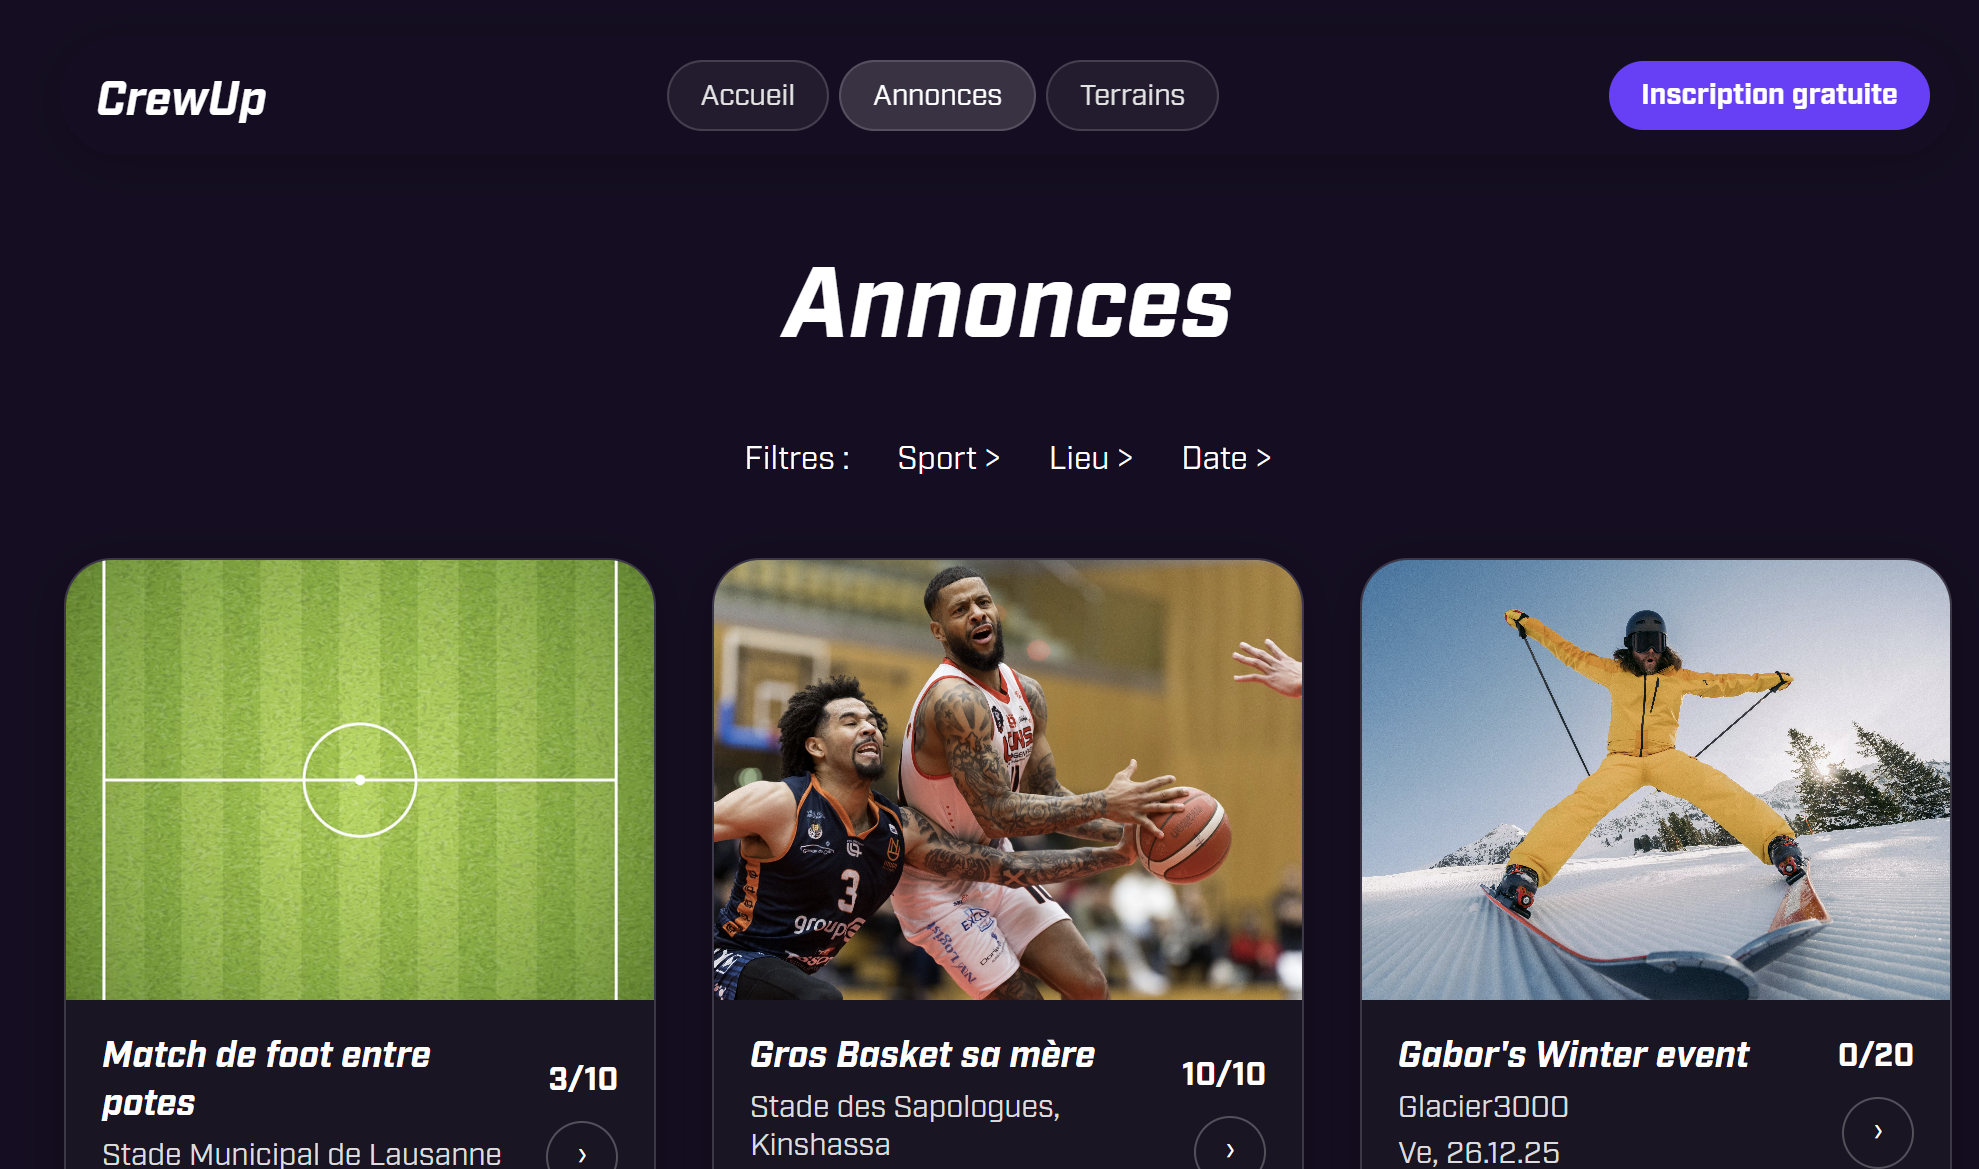 CrewUp
Accueil
Annonces
Terrains
Inscription gratuite
Annonces
Filtres :
Sport >
Lieu >
Date >
3
groupe
Match de foot entre
potes
3/10
Stade Municipal de Lausanne
›
Gros Basket sa mère
10/10
Stade des Sapologues,
Kinshassa
›
Gabor's Winter event
0/20
Glacier3000
Ve, 26.12.25
›